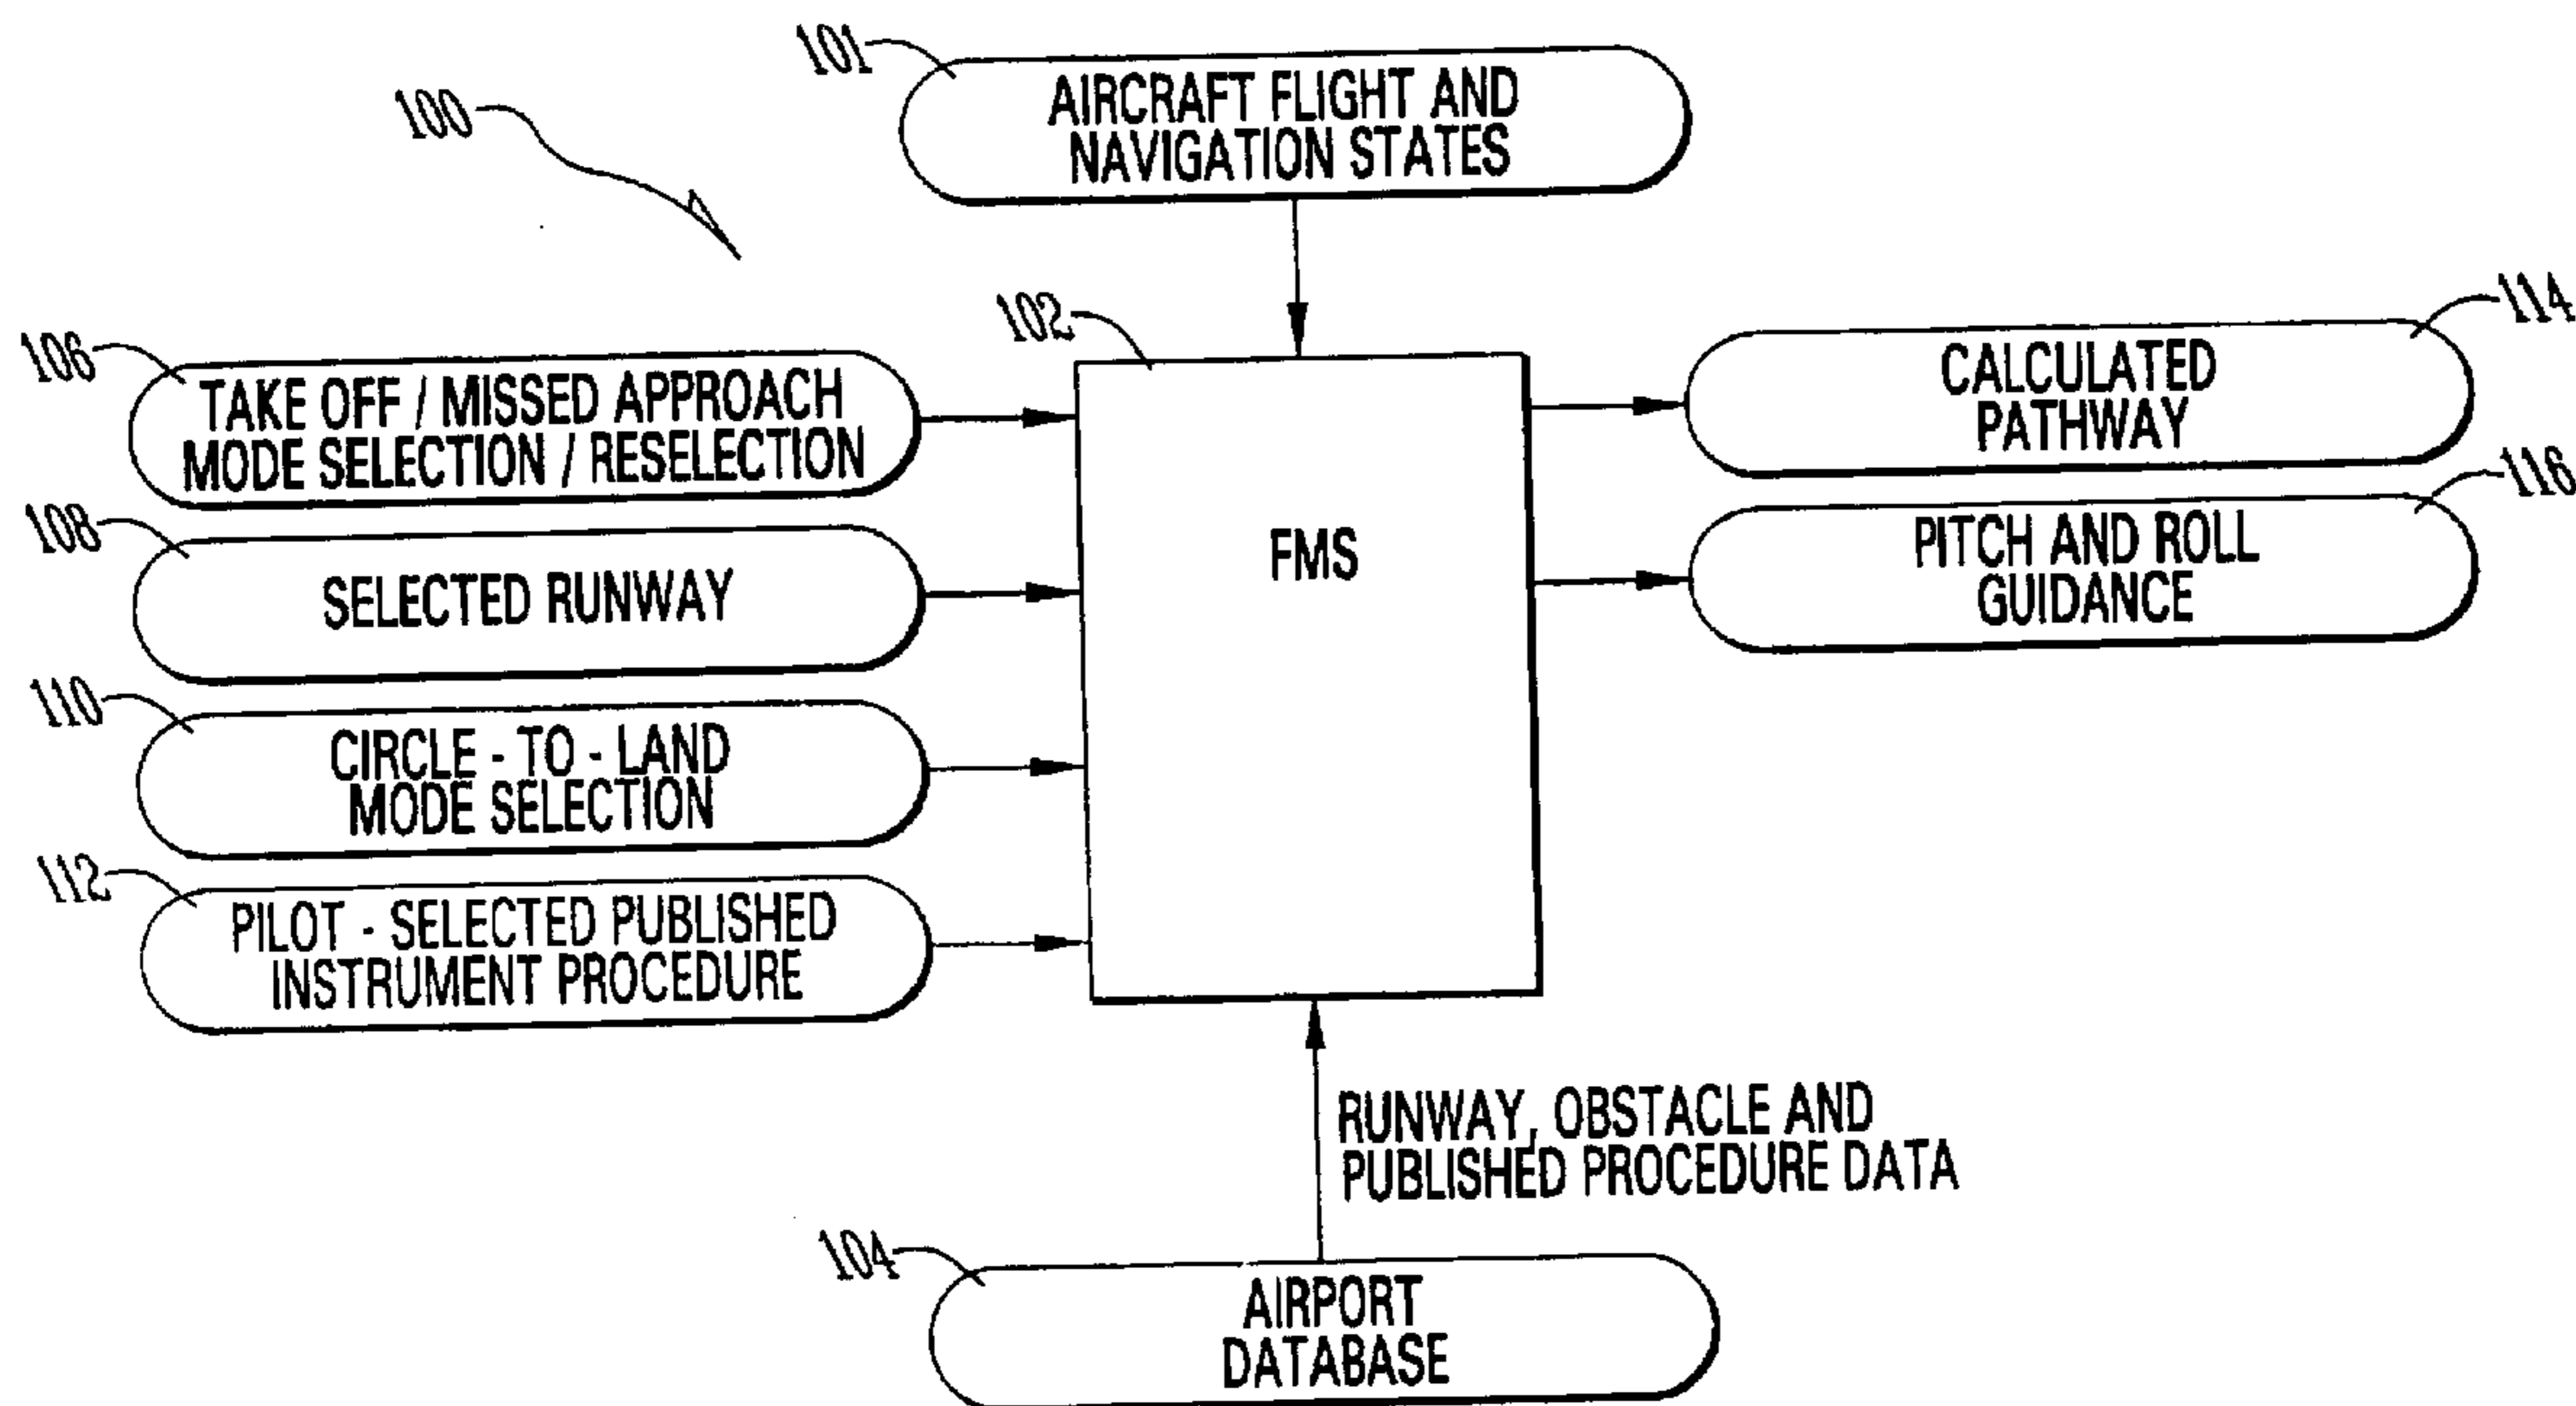 101
AIRCRAFT FLIGHT AND
NAVIGATION STATES
100
102
106
TAKE OFF / MISSED APPROACH
MODE SELECTION / RESELECTION
108
SELECTED RUNWAY
110
CIRCLE - TO - LAND
MODE SELECTION
112
PILOT - SELECTED PUBLISHED
INSTRUMENT PROCEDURE
FMS
114
CALCULATED
PATHWAY
116
PITCH AND ROLL
GUIDANCE
RUNWAY, OBSTACLE AND
PUBLISHED PROCEDURE DATA
104
AIRPORT
DATABASE